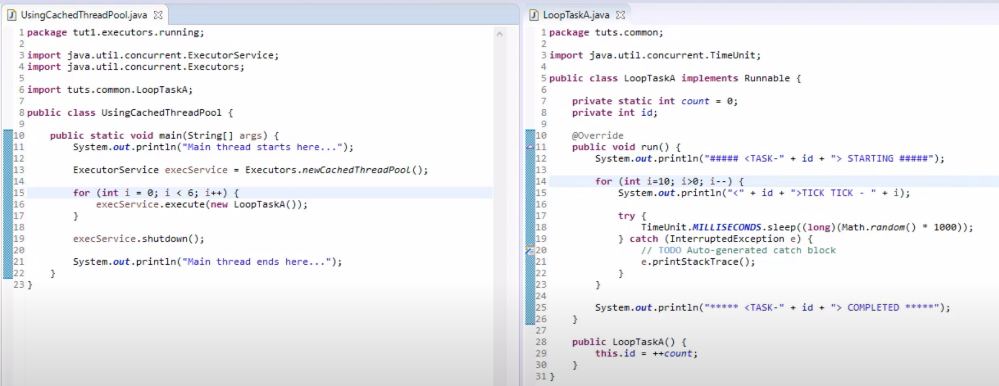 UsingCachedThreadPool.java
1 package tut1.executors.running;
2
3 import java.util.concurrent.ExecutorService;
4 import java.util.concurrent.Executors;
5
6 import tuts.common.LoopTaskA;
7
8 public class UsingCachedThreadPool {
9
10     public static void main(String[] args) {
11         System.out.println("Main thread starts here...");
12
13         ExecutorService execService = Executors.newCachedThreadPool();
14
15         for (int i = 0; i < 6; i++) {
16             execService.execute(new LoopTaskA());
17         }
18
19         execService.shutdown();
20
21         System.out.println("Main thread ends here...");
22     }
23 }
LoopTaskA.java
1 package tuts.common;
2
3 import java.util.concurrent.TimeUnit;
4
5 public class LoopTaskA implements Runnable {
6
7     private static int count = 0;
8     private int id;
9
10     @Override
11     public void run() {
12         System.out.println("##### <TASK-" + id + "> STARTING #####");
13
14         for (int i=10; i>0; i--) {
15             System.out.println("<" + id + ">TICK TICK - " + i);
16
17             try {
18                 TimeUnit.MILLISECONDS.sleep((long)(Math.random() * 1000));
19             } catch (InterruptedException e) {
20                 // TODO Auto-generated catch block
21                 e.printStackTrace();
22             }
23         }
24
25         System.out.println("***** <TASK-" + id + "> COMPLETED *****");
26     }
27
28     public LoopTaskA() {
29         this.id = ++count;
30     }
31 }